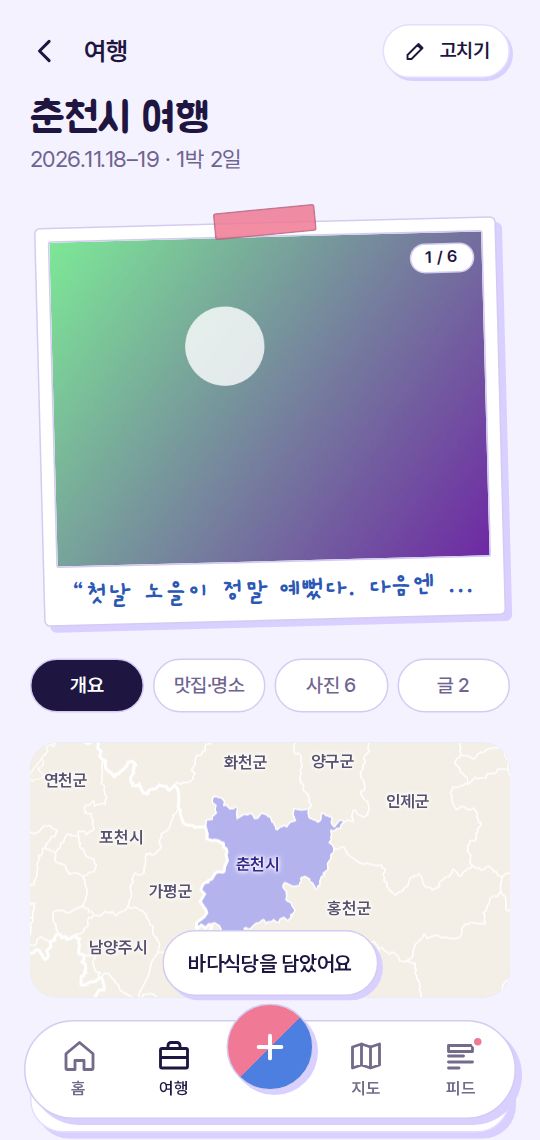 여행
고치기
춘천시 여행
2026.11.18–19 · 1박 2일
1 / 6
“첫날 노을이 정말 예뻤다. 다음엔 ...
개요
맛집·명소
사진 6
글 2
화천군
양구군
연천군
인제군
포천시
춘천시
가평군
홍천군
남양주시
바다식당을 담았어요
홈
여행
지도
피드